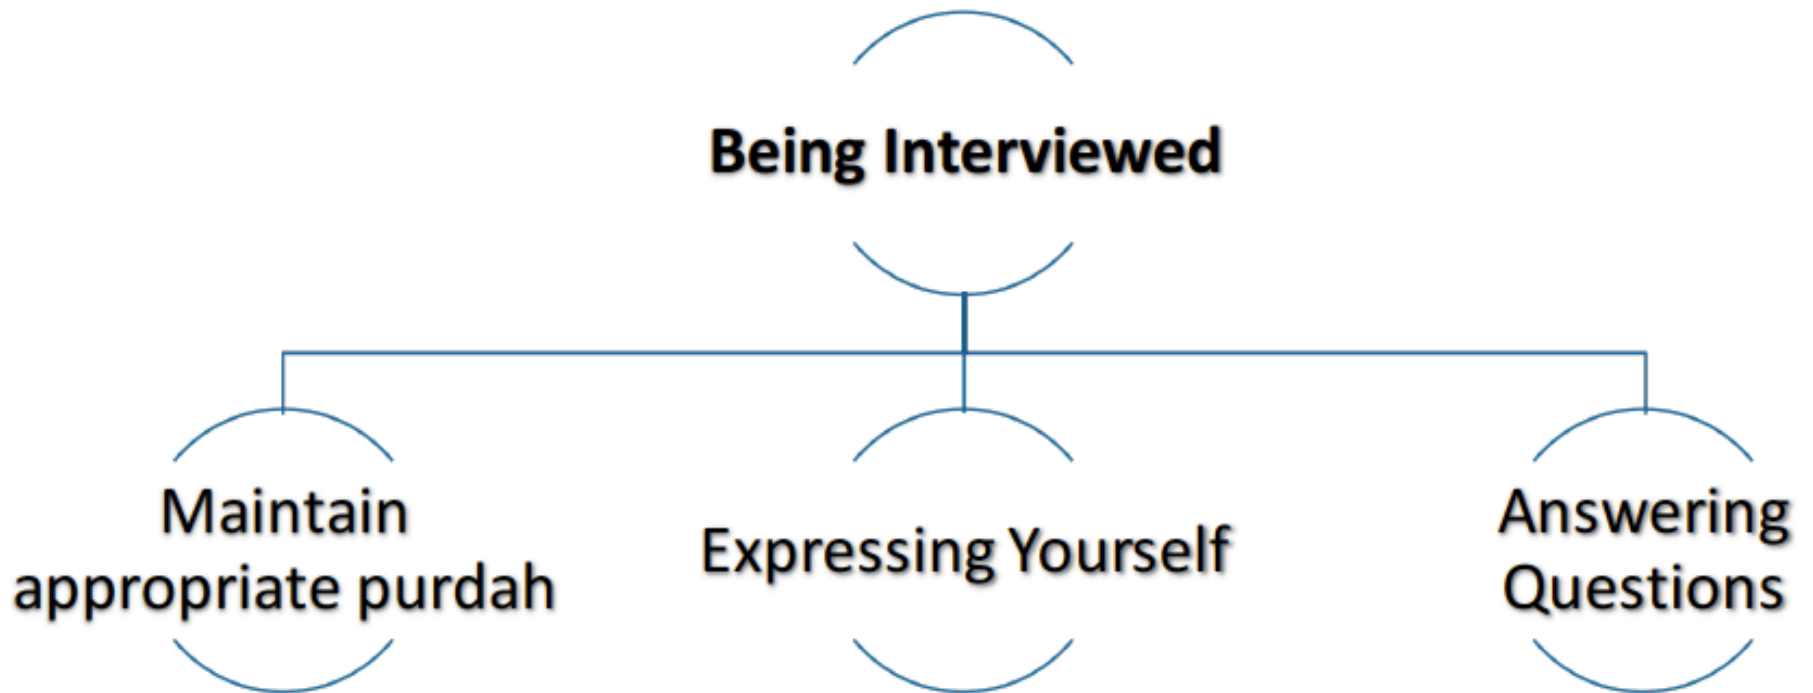 Being Interviewed
Maintain
appropriate purdah
Expressing Yourself
Answering
Questions